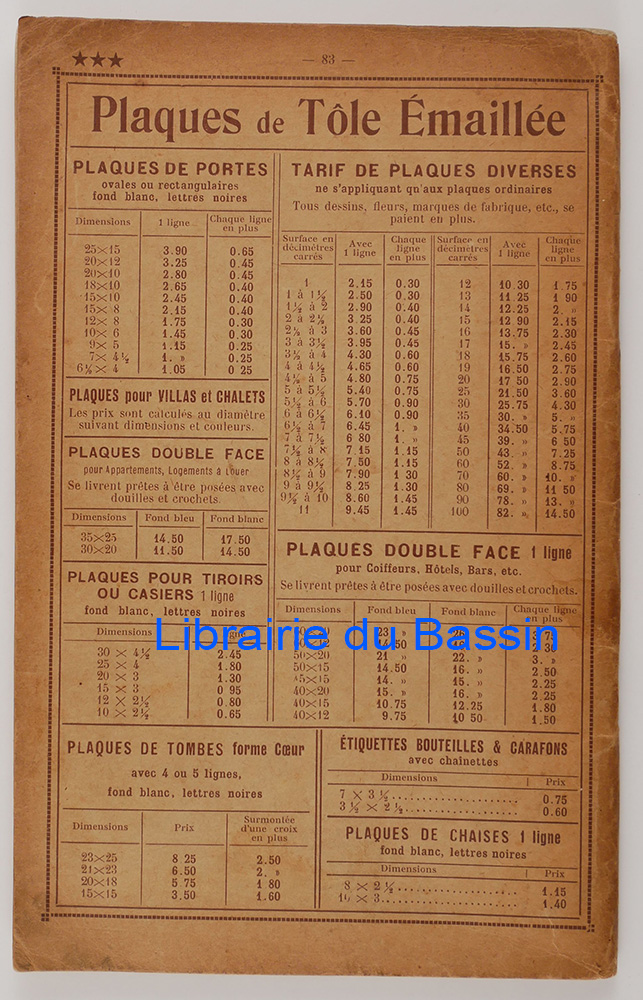 ★★★
— 83 —
Plaques de Tôle Émaillée
PLAQUES DE PORTES
ovales ou rectangulaires
fond blanc, lettres noires
Dimensions 1 ligne Chaque ligne en plus
25×15 3.90 0.65
20×12 3.25 0.45
20×10 2.80 0.45
18×10 2.65 0.40
15×10 2.45 0.40
15×8 2.15 0.40
12×8 1.75 0.30
10×6 1.45 0.30
9×5 1.15 0.25
7×4½ 1. » 0.25
6½×4 1.05 0 25
PLAQUES pour VILLAS et CHALETS
Les prix sont calculés au diamètre
suivant dimensions et couleurs.
PLAQUES DOUBLE FACE
pour Appartements, Logements à Louer
Se livrent prêtes à être posées avec
douilles et crochets.
Dimensions Fond bleu Fond blanc
35×25 14.50 17.50
30×20 11.50 14.50
PLAQUES POUR TIROIRS
OU CASIERS 1 ligne
fond blanc, lettres noires
Dimensions
30 × 4½ 2.45
25 × 4 1.80
20 × 3 1.30
15 × 3 0 95
12 × 2½ 0.80
10 × 2½ 0.65
TARIF DE PLAQUES DIVERSES
ne s'appliquant qu'aux plaques ordinaires
Tous dessins, fleurs, marques de fabrique, etc., se
paient en plus.
Surface en décimètres carrés Avec 1 ligne Chaque ligne en plus Surface en décimètres carrés Avec 1 ligne Chaque ligne en plus
1 2.15 0.30 12 10.30 1.75
1 à 1½ 2.50 0.30 13 11.25 1 90
1½ à 2 2.90 0.40 14 12.25 2. »
2 à 2½ 3.25 0.40 15 12 90 2.15
2½ à 3 3.60 0.45 16 13.75 2.30
3 à 3½ 3.95 0.45 17 15. » 2.45
3½ à 4 4.30 0.60 18 15.75 2.60
4 à 4½ 4.65 0.60 19 16.50 2.75
4½ à 5 4.80 0.75 20 17 50 2.90
5 à 5½ 5.40 0.75 25 21.50 3.60
5½ à 6 5.70 0.90 30 25.75 4.30
6 à 6½ 6.10 0.90 35 30. » 5. »
6½ à 7 6.45 1. » 40 34.50 5.75
7 à 7½ 6 80 1. » 45 39. » 6 50
7½ à 8 7 15 1.15 50 43. » 7.25
8 à 8½ 7.50 1.15 60 52. » 8.75
8½ à 9 7.90 1 30 70 60. » 10. »
9 à 9½ 8 25 1.30 80 69. » 11 50
9½ à 10 8.60 1.45 90 78. » 13. »
11 9.45 1.45 100 82. » 14.50
PLAQUES DOUBLE FACE 1 ligne
pour Coiffeurs, Hôtels, Bars, etc.
Se livrent prêtes à être posées avec douilles et crochets.
Dimensions Fond bleu Fond blanc Chaque ligne en plus
Librairie du Bassin
50×20 21 » 22. » 3. »
50×15 14.50 16. » 2.50
45×15 14. » 15. » 2.25
40×20 15. » 16. » 2.25
40×15 10.75 12.25 1.80
40×12 9.75 10 50 1.50
PLAQUES DE TOMBES forme Cœur
avec 4 ou 5 lignes,
fond blanc, lettres noires
Dimensions Prix Surmontée d'une croix en plus
23×25 8 25 2.50
21×23 6.50 2. »
20×18 5 75 1 80
15×15 3.50 1.60
ÉTIQUETTES BOUTEILLES & CARAFONS
avec chaînettes
Dimensions Prix
7 × 3½ 0.75
3½ × 2½ 0.60
PLAQUES DE CHAISES 1 ligne
fond blanc, lettres noires
Dimensions Prix
8 × 2½ 1.15
10 × 3 1,40